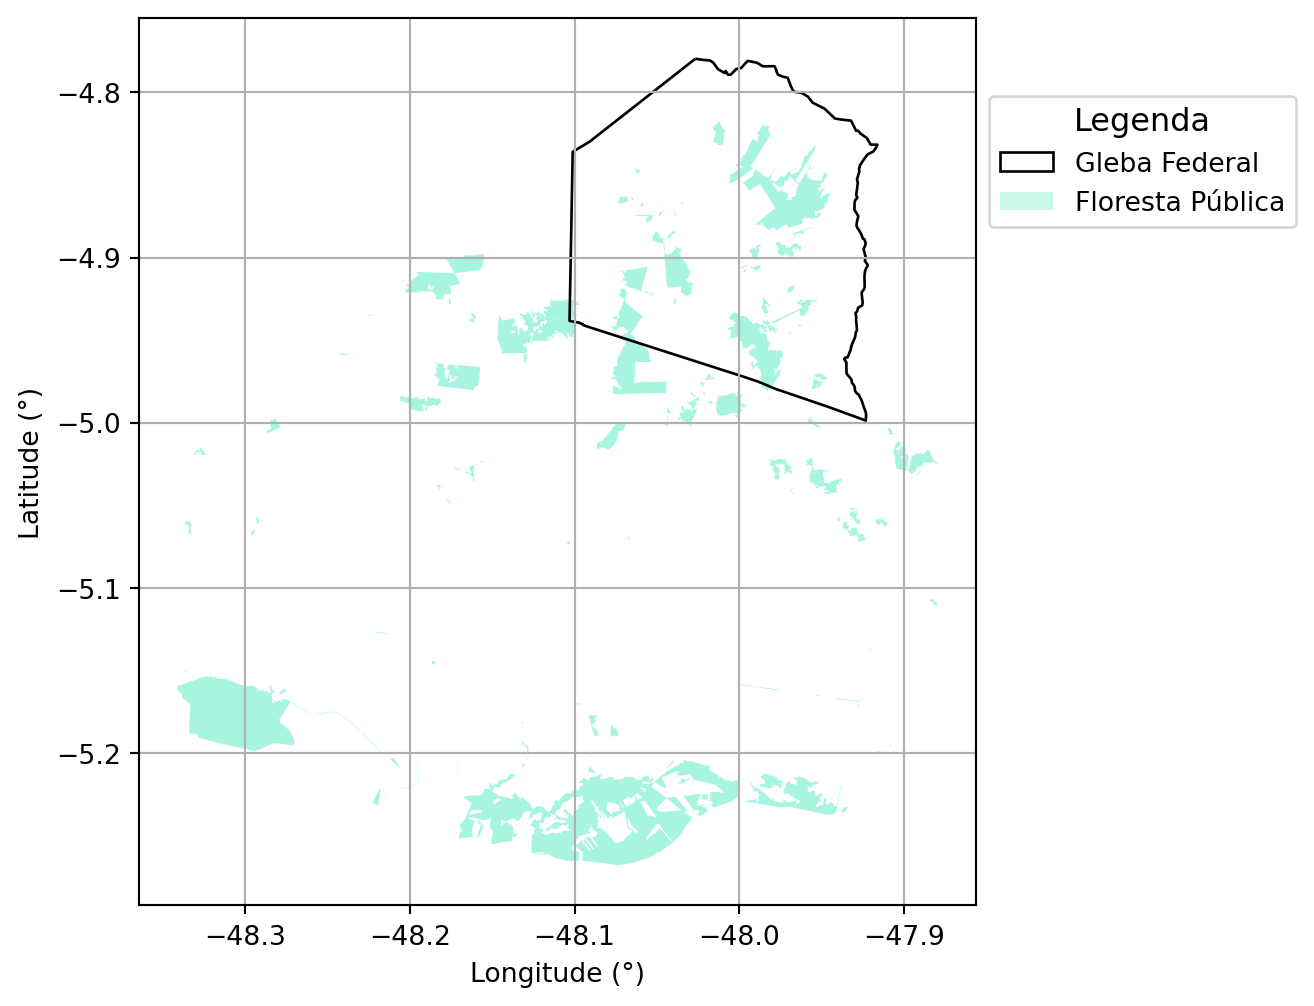 −4.8
−4.9
−5.0
−5.1
−5.2
Latitude (°)
−48.3
−48.2
−48.1
−48.0
−47.9
Longitude (°)
Legenda
Gleba Federal
Floresta Pública